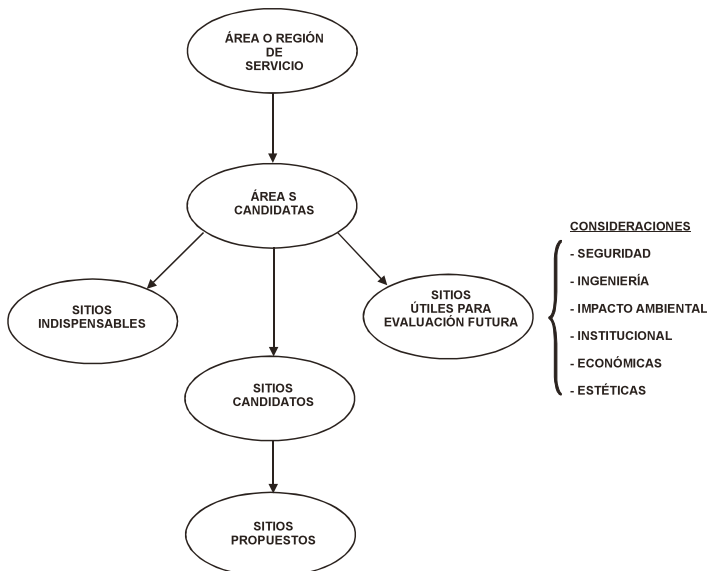 ÁREA O REGIÓN
DE
SERVICIO
ÁREA S
CANDIDATAS
SITIOS
INDISPENSABLES
SITIOS
ÚTILES PARA
EVALUACIÓN FUTURA
CONSIDERACIONES
- SEGURIDAD
- INGENIERÍA
- IMPACTO AMBIENTAL
- INSTITUCIONAL
- ECONÓMICAS
- ESTÉTICAS
SITIOS
CANDIDATOS
SITIOS
PROPUESTOS